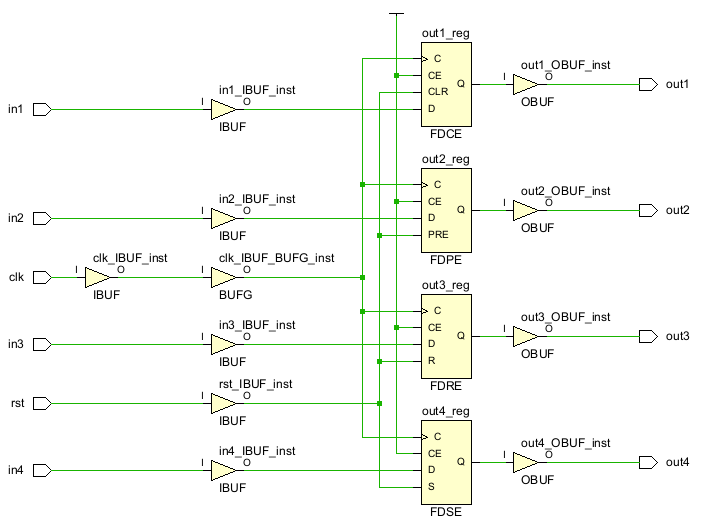 out1_reg
in1 I in1_IBUF_inst O IBUF
C
CE
CLR
D
Q
FDCE
I out1_OBUF_inst O OBUF out1
out2_reg
in2 I in2_IBUF_inst O IBUF
C
CE
D
PRE
Q
FDPE
I out2_OBUF_inst O OBUF out2
clk I clk_IBUF_inst O IBUF
I clk_IBUF_BUFG_inst O BUFG
out3_reg
in3 I in3_IBUF_inst O IBUF
C
CE
D
R
Q
FDRE
I out3_OBUF_inst O OBUF out3
rst I rst_IBUF_inst O IBUF
out4_reg
in4 I in4_IBUF_inst O IBUF
C
CE
D
S
Q
FDSE
I out4_OBUF_inst O OBUF out4